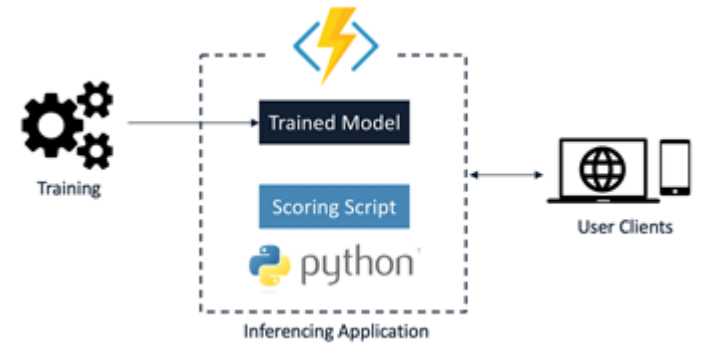 Trained Model
Training
Scoring Script
python
User Clients
Inferencing Application